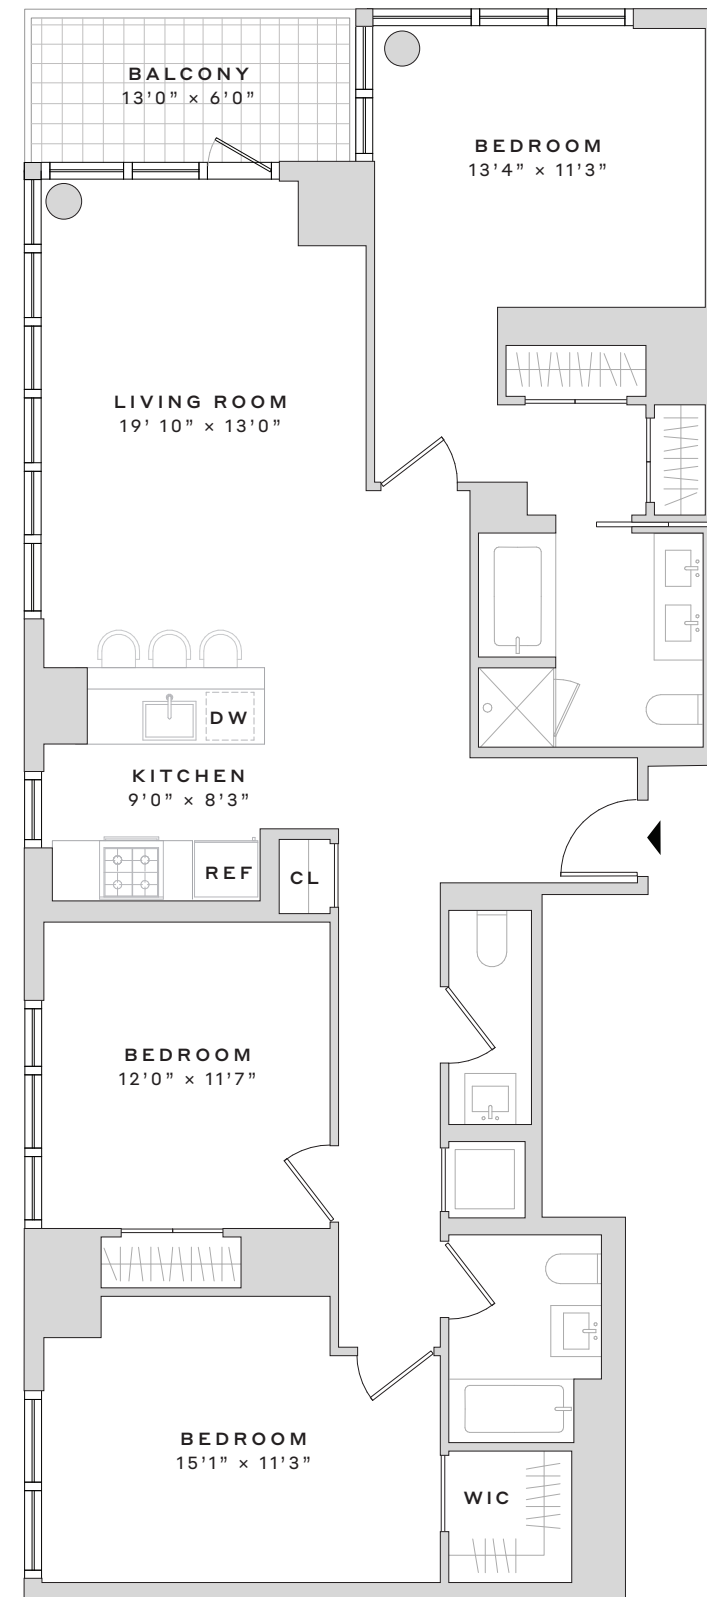 BALCONY
13’0” × 6’0”
BEDROOM
13’4” × 11’3”
LIVING ROOM
19’ 10” × 13’0”
DW
KITCHEN
9’0” × 8’3”
REF
CL
BEDROOM
12’0” × 11’7”
BEDROOM
15’1” × 11’3”
WIC